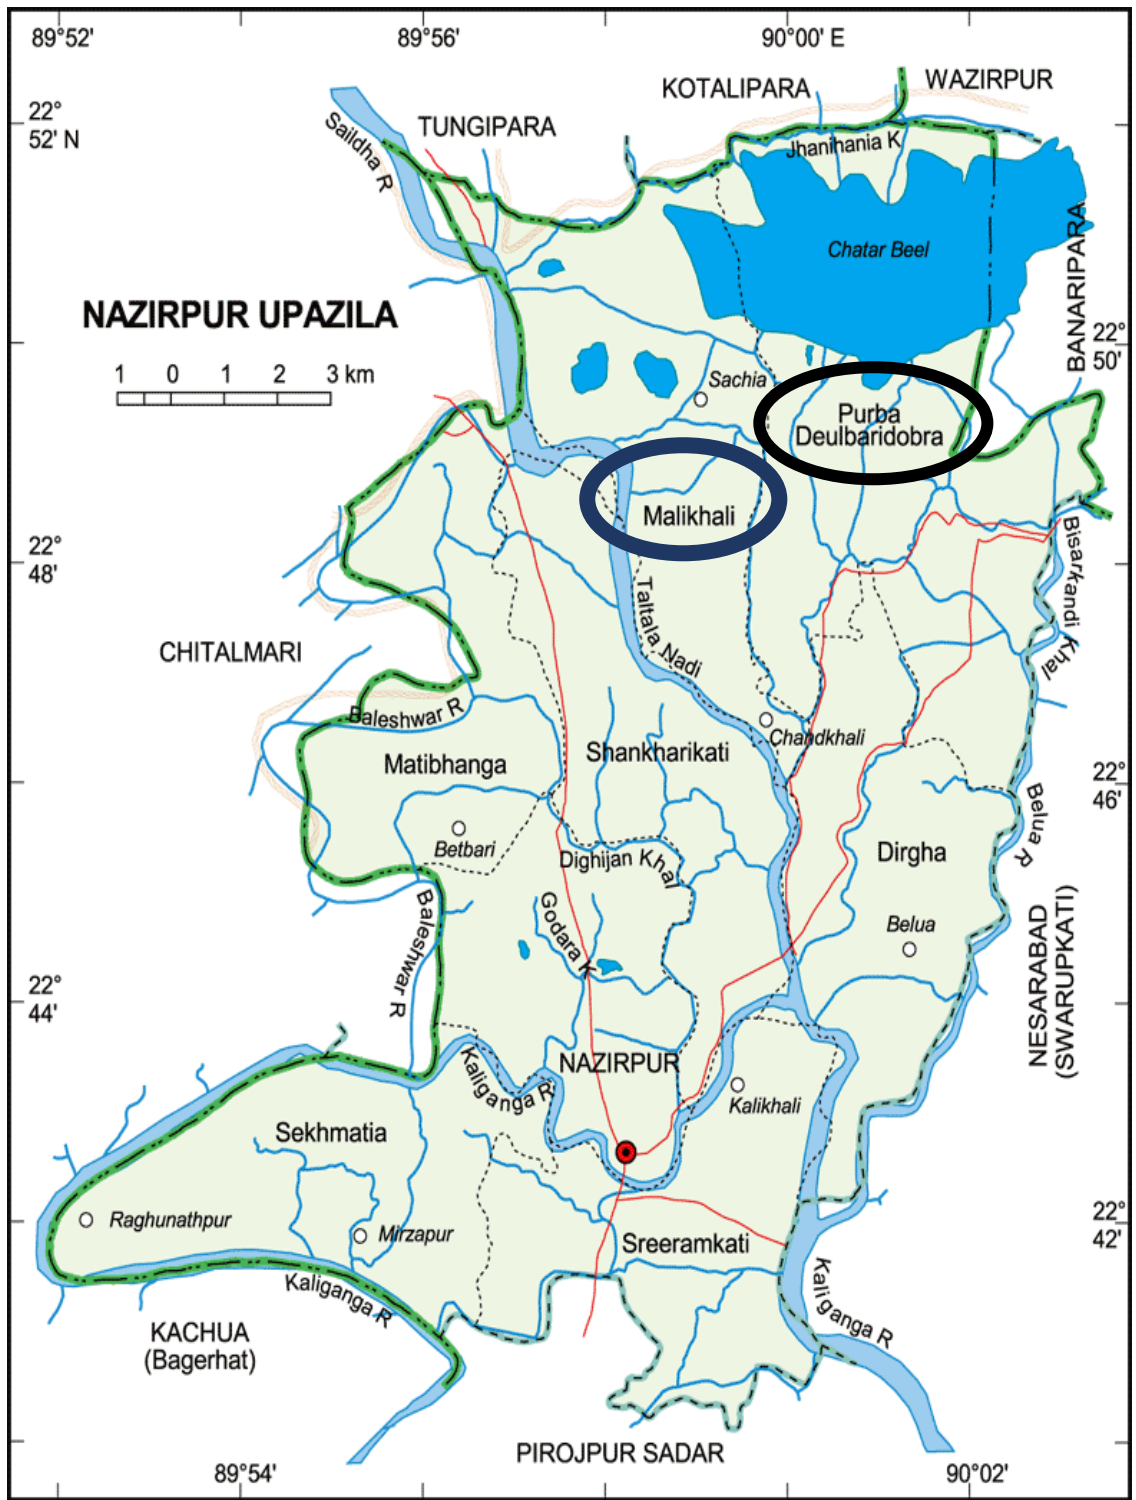 89°52'
89°56'
90°00' E
22°
52' N
KOTALIPARA
WAZIRPUR
TUNGIPARA
Saildha R
Jhanihania K
Chatar Beel
BANARIPARA
NAZIRPUR UPAZILA
1 0 1 2 3 km
22°
50'
Sachia
Purba
Deulbaridobra
Malikhali
22°
48'
Bisarkandi Khal
Taltala Nadi
CHITALMARI
Baleshwar R
Chandkhali
Shankharikati
Matibhanga
22°
46'
Belua R
Betbari
Dighijan Khal
Dirgha
Baleshwar R
Godara K
Belua
NESARABAD
(SWARUPKATI)
22°
44'
NAZIRPUR
Kaliganga R
Kalikhali
Sekhmatia
Raghunathpur
Mirzapur
22°
42'
Sreeramkati
Kaliganga R
Kaliganga R
KACHUA
(Bagerhat)
PIROJPUR SADAR
89°54'
90°02'